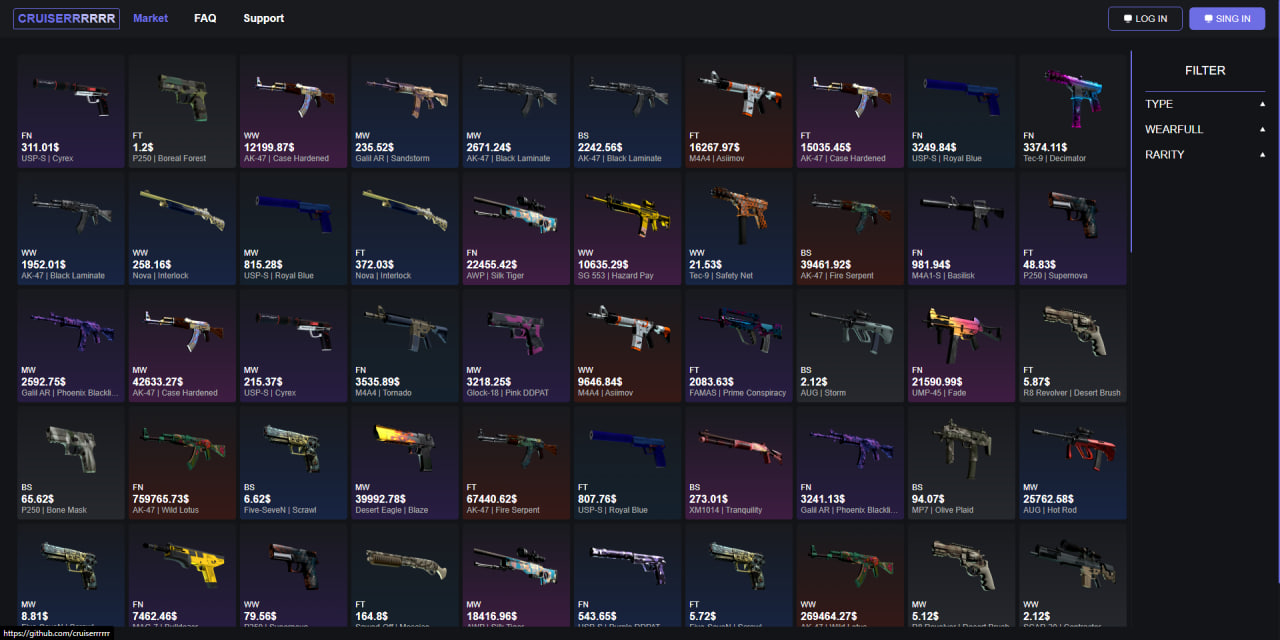 CRUISERRRRRR Market FAQ Support LOG IN SING IN
FILTER
TYPE
WEARFULL
RARITY
FN FT WW MW MW BS FT FT FN FN
311.01$ 1.2$ 12199.87$ 235.52$ 2671.24$ 2242.56$ 16267.97$ 15035.45$ 3249.84$ 3374.11$
USP-S | Cyrex P250 | Boreal Forest AK-47 | Case Hardened Galil AR | Sandstorm AK-47 | Black Laminate AK-47 | Black Laminate M4A4 | Asiimov AK-47 | Case Hardened USP-S | Royal Blue Tec-9 | Decimator
WW WW MW FT FN WW WW BS FN FT
1952.01$ 258.16$ 815.28$ 372.03$ 22455.42$ 10635.29$ 21.53$ 39461.92$ 981.94$ 48.83$
AK-47 | Black Laminate Nova | Interlock USP-S | Royal Blue Nova | Interlock AWP | Silk Tiger SG 553 | Hazard Pay Tec-9 | Safety Net AK-47 | Fire Serpent M4A1-S | Basilisk P250 | Supernova
MW MW MW FN MW WW FT BS FN FT
2592.75$ 42633.27$ 215.37$ 3535.89$ 3218.25$ 9646.84$ 2083.63$ 2.12$ 21590.99$ 5.87$
Galil AR | Phoenix Blackli... AK-47 | Case Hardened USP-S | Cyrex M4A4 | Tornado Glock-18 | Pink DDPAT M4A4 | Asiimov FAMAS | Prime Conspiracy AUG | Storm UMP-45 | Fade R8 Revolver | Desert Brush
BS FN BS MW FT FT BS FN BS MW
65.62$ 759765.73$ 6.62$ 39992.78$ 67440.62$ 807.76$ 273.01$ 3241.13$ 94.07$ 25762.58$
P250 | Bone Mask AK-47 | Wild Lotus Five-SeveN | Scrawl Desert Eagle | Blaze AK-47 | Fire Serpent USP-S | Royal Blue XM1014 | Tranquility Galil AR | Phoenix Blackli... MP7 | Olive Plaid AUG | Hot Rod
MW FN WW FT MW FN FT WW MW WW
8.81$ 7462.46$ 79.56$ 164.8$ 18416.96$ 543.65$ 5.72$ 269464.27$ 5.12$ 2.12$
https://github.com/cruiserrrrrr